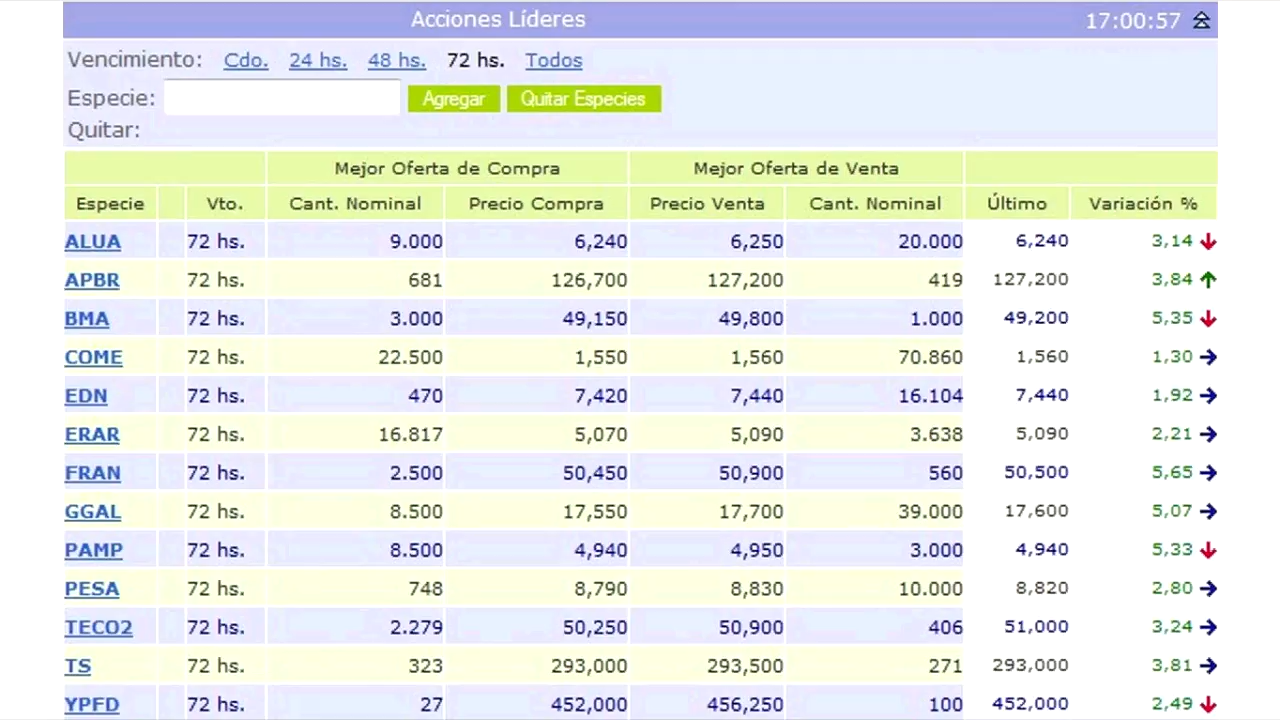 Acciones Líderes 17:00:57
Vencimiento: Cdo. 24 hs. 48 hs. 72 hs. Todos
Especie: Agregar Quitar Especies
Quitar:
Mejor Oferta de Compra Mejor Oferta de Venta
Especie Vto. Cant. Nominal Precio Compra Precio Venta Cant. Nominal Último Variación %
ALUA 72 hs. 9.000 6,240 6,250 20.000 6,240 3,14
APBR 72 hs. 681 126,700 127,200 419 127,200 3,84
BMA 72 hs. 3.000 49,150 49,800 1.000 49,200 5,35
COME 72 hs. 22.500 1,550 1,560 70.860 1,560 1,30
EDN 72 hs. 470 7,420 7,440 16.104 7,440 1,92
ERAR 72 hs. 16.817 5,070 5,090 3.638 5,090 2,21
FRAN 72 hs. 2.500 50,450 50,900 560 50,500 5,65
GGAL 72 hs. 8.500 17,550 17,700 39.000 17,600 5,07
PAMP 72 hs. 8.500 4,940 4,950 3.000 4,940 5,33
PESA 72 hs. 748 8,790 8,830 10.000 8,820 2,80
TECO2 72 hs. 2.279 50,250 50,900 406 51,000 3,24
TS 72 hs. 323 293,000 293,500 271 293,000 3,81
YPFD 72 hs. 27 452,000 456,250 100 452,000 2,49